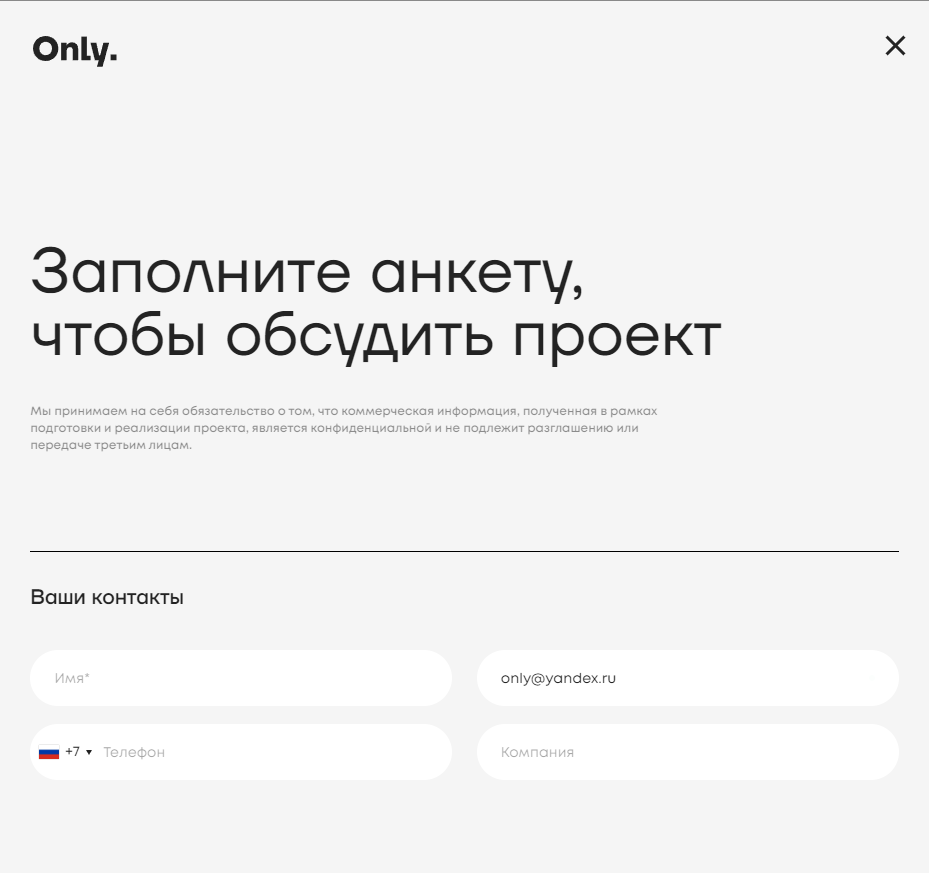 Only.
Заполните анкету,
чтобы обсудить проект
Мы принимаем на себя обязательство о том, что коммерческая информация, полученная в рамках
подготовки и реализации проекта, является конфиденциальной и не подлежит разглашению или
передаче третьим лицам.
Ваши контакты
Имя*
only@yandex.ru
+7 Телефон
Компания